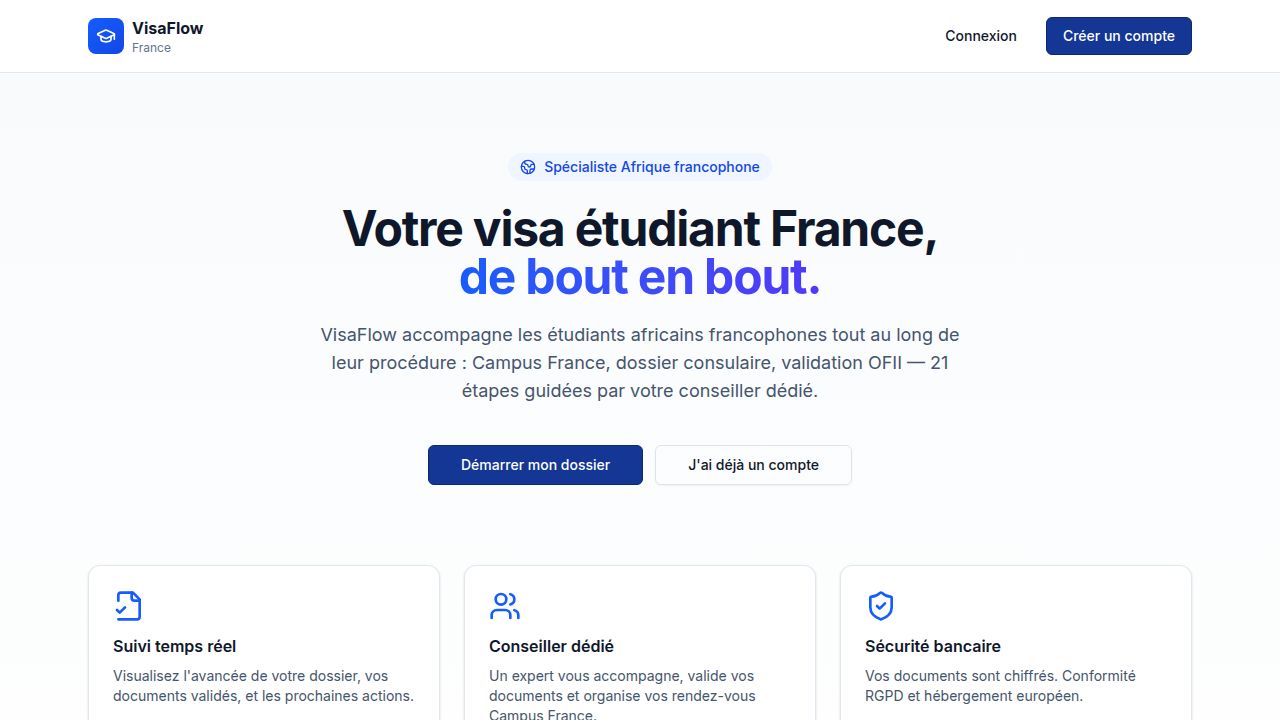 VisaFlow
France
Connexion
Créer un compte
Spécialiste Afrique francophone
Votre visa étudiant France,
de bout en bout.
VisaFlow accompagne les étudiants africains francophones tout au long de
leur procédure : Campus France, dossier consulaire, validation OFII — 21
étapes guidées par votre conseiller dédié.
Démarrer mon dossier
J'ai déjà un compte
Suivi temps réel
Visualisez l'avancée de votre dossier, vos
documents validés, et les prochaines actions.
Conseiller dédié
Un expert vous accompagne, valide vos
documents et organise vos rendez-vous
Campus France.
Sécurité bancaire
Vos documents sont chiffrés. Conformité
RGPD et hébergement européen.